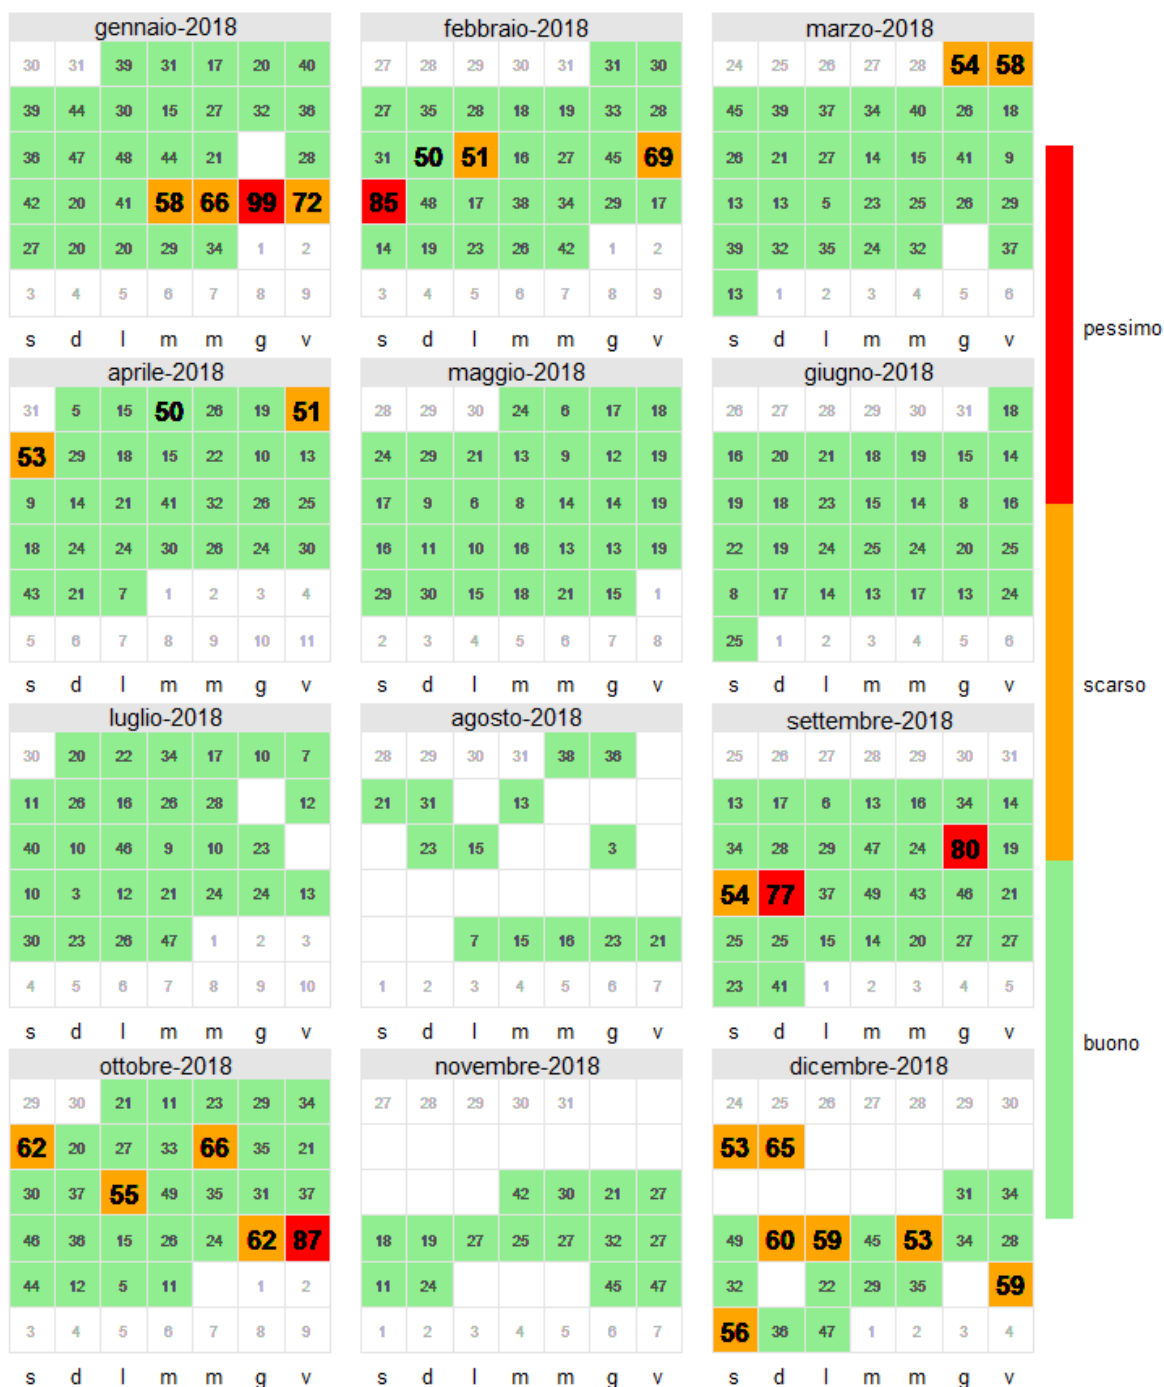 gennaio-2018 febbraio-2018 marzo-2018
30 31 39 31 17 20 40 27 28 29 30 31 31 30 24 25 26 27 28 54 58
39 44 30 15 27 32 36 27 35 28 18 19 33 28 45 39 37 34 40 26 18
36 47 48 44 21 28 31 50 51 16 27 45 69 26 21 27 14 15 41 9
42 20 41 58 66 99 72 85 48 17 38 34 29 17 13 13 5 23 25 26 29
27 20 20 29 34 1 2 14 19 23 26 42 1 2 39 32 35 24 32 37
3 4 5 6 7 8 9 3 4 5 6 7 8 9 13 1 2 3 4 5 6
s d l m m g v s d l m m g v s d l m m g v
pessimo
aprile-2018 maggio-2018 giugno-2018
31 5 15 50 26 19 51 28 29 30 24 6 17 18 26 27 28 29 30 31 18
53 29 18 15 22 10 13 24 29 21 13 9 12 19 16 20 21 18 19 15 14
9 14 21 41 32 26 25 17 9 6 8 14 14 19 19 18 23 15 14 8 16
18 24 24 30 26 24 30 16 11 10 16 13 13 19 22 19 24 25 24 20 25
43 21 7 1 2 3 4 29 30 15 18 21 15 1 8 17 14 13 17 13 24
5 6 7 8 9 10 11 2 3 4 5 6 7 8 25 1 2 3 4 5 6
s d l m m g v s d l m m g v s d l m m g v
scarso
luglio-2018 agosto-2018 settembre-2018
30 20 22 34 17 10 7 28 29 30 31 38 36 25 26 27 28 29 30 31
11 26 16 26 28 12 21 31 13 13 17 6 13 16 34 14
40 10 46 9 10 23 23 15 3 34 28 29 47 24 80 19
10 3 12 21 24 24 13 54 77 37 49 43 46 21
30 23 26 47 1 2 3 7 15 16 23 21 25 25 15 14 20 27 27
4 5 6 7 8 9 10 1 2 3 4 5 6 7 23 41 1 2 3 4 5
s d l m m g v s d l m m g v s d l m m g v
buono
ottobre-2018 novembre-2018 dicembre-2018
29 30 21 11 23 29 34 27 28 29 30 31 24 25 26 27 28 29 30
62 20 27 33 66 35 21 53 65
30 37 55 49 35 31 37 42 30 21 27 31 34
46 36 15 26 24 62 87 18 19 27 25 27 32 27 49 60 59 45 53 34 28
44 12 5 11 1 2 11 24 45 47 32 22 29 35 59
3 4 5 6 7 8 9 1 2 3 4 5 6 7 56 36 47 1 2 3 4
s d l m m g v s d l m m g v s d l m m g v